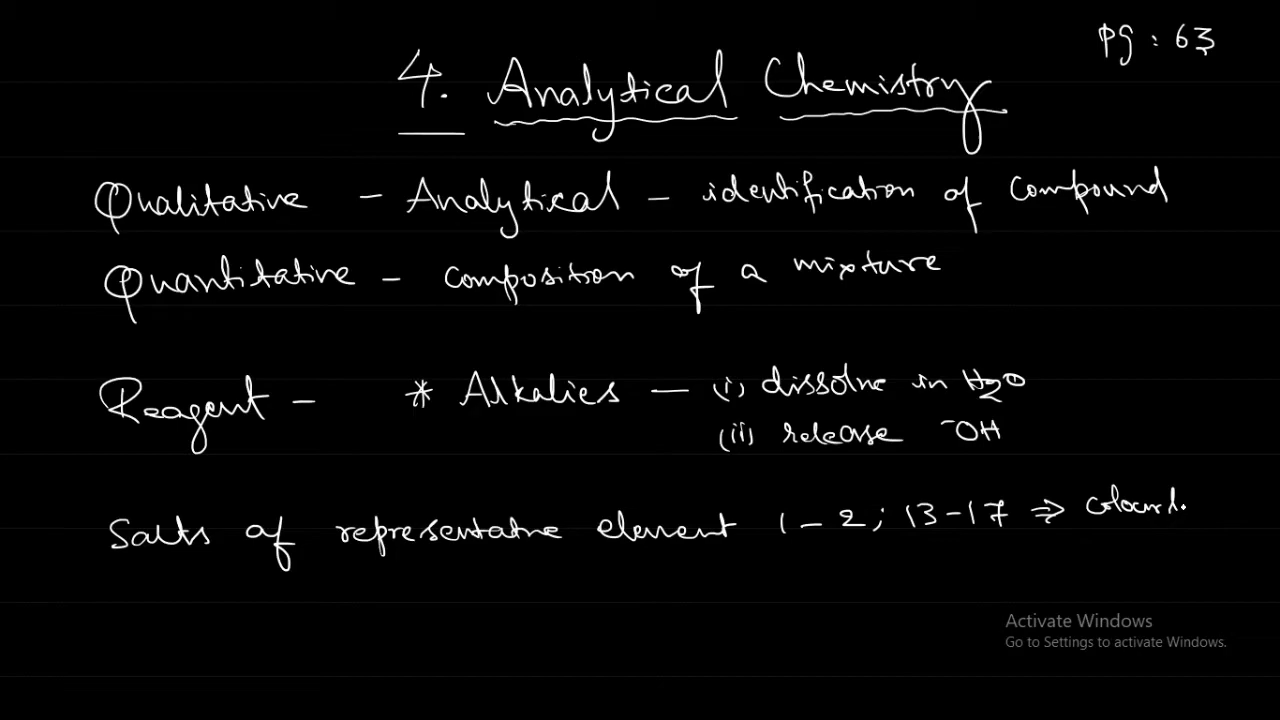 pg : 63
4. Analytical Chemistry
Qualitative - Analytical - identification of compound
Quantitative - composition of a mixture
Reagent - * Alkalies - (i) dissolve in H2O
(ii) release ⁻OH
Salts of representative element 1 - 2 ; 13 - 17 ⇒
Activate Windows
Go to Settings to activate Windows.